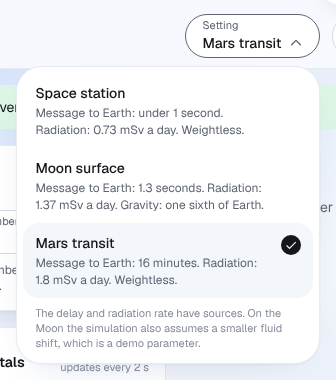 Setting
Mars transit
Space station
Message to Earth: under 1 second.
Radiation: 0.73 mSv a day. Weightless.
Moon surface
Message to Earth: 1.3 seconds. Radiation:
1.37 mSv a day. Gravity: one sixth of Earth.
Mars transit
Message to Earth: 16 minutes. Radiation:
1.8 mSv a day. Weightless.
The delay and radiation rate have sources. On the
Moon the simulation also assumes a smaller fluid
shift, which is a demo parameter.
updates every 2 s